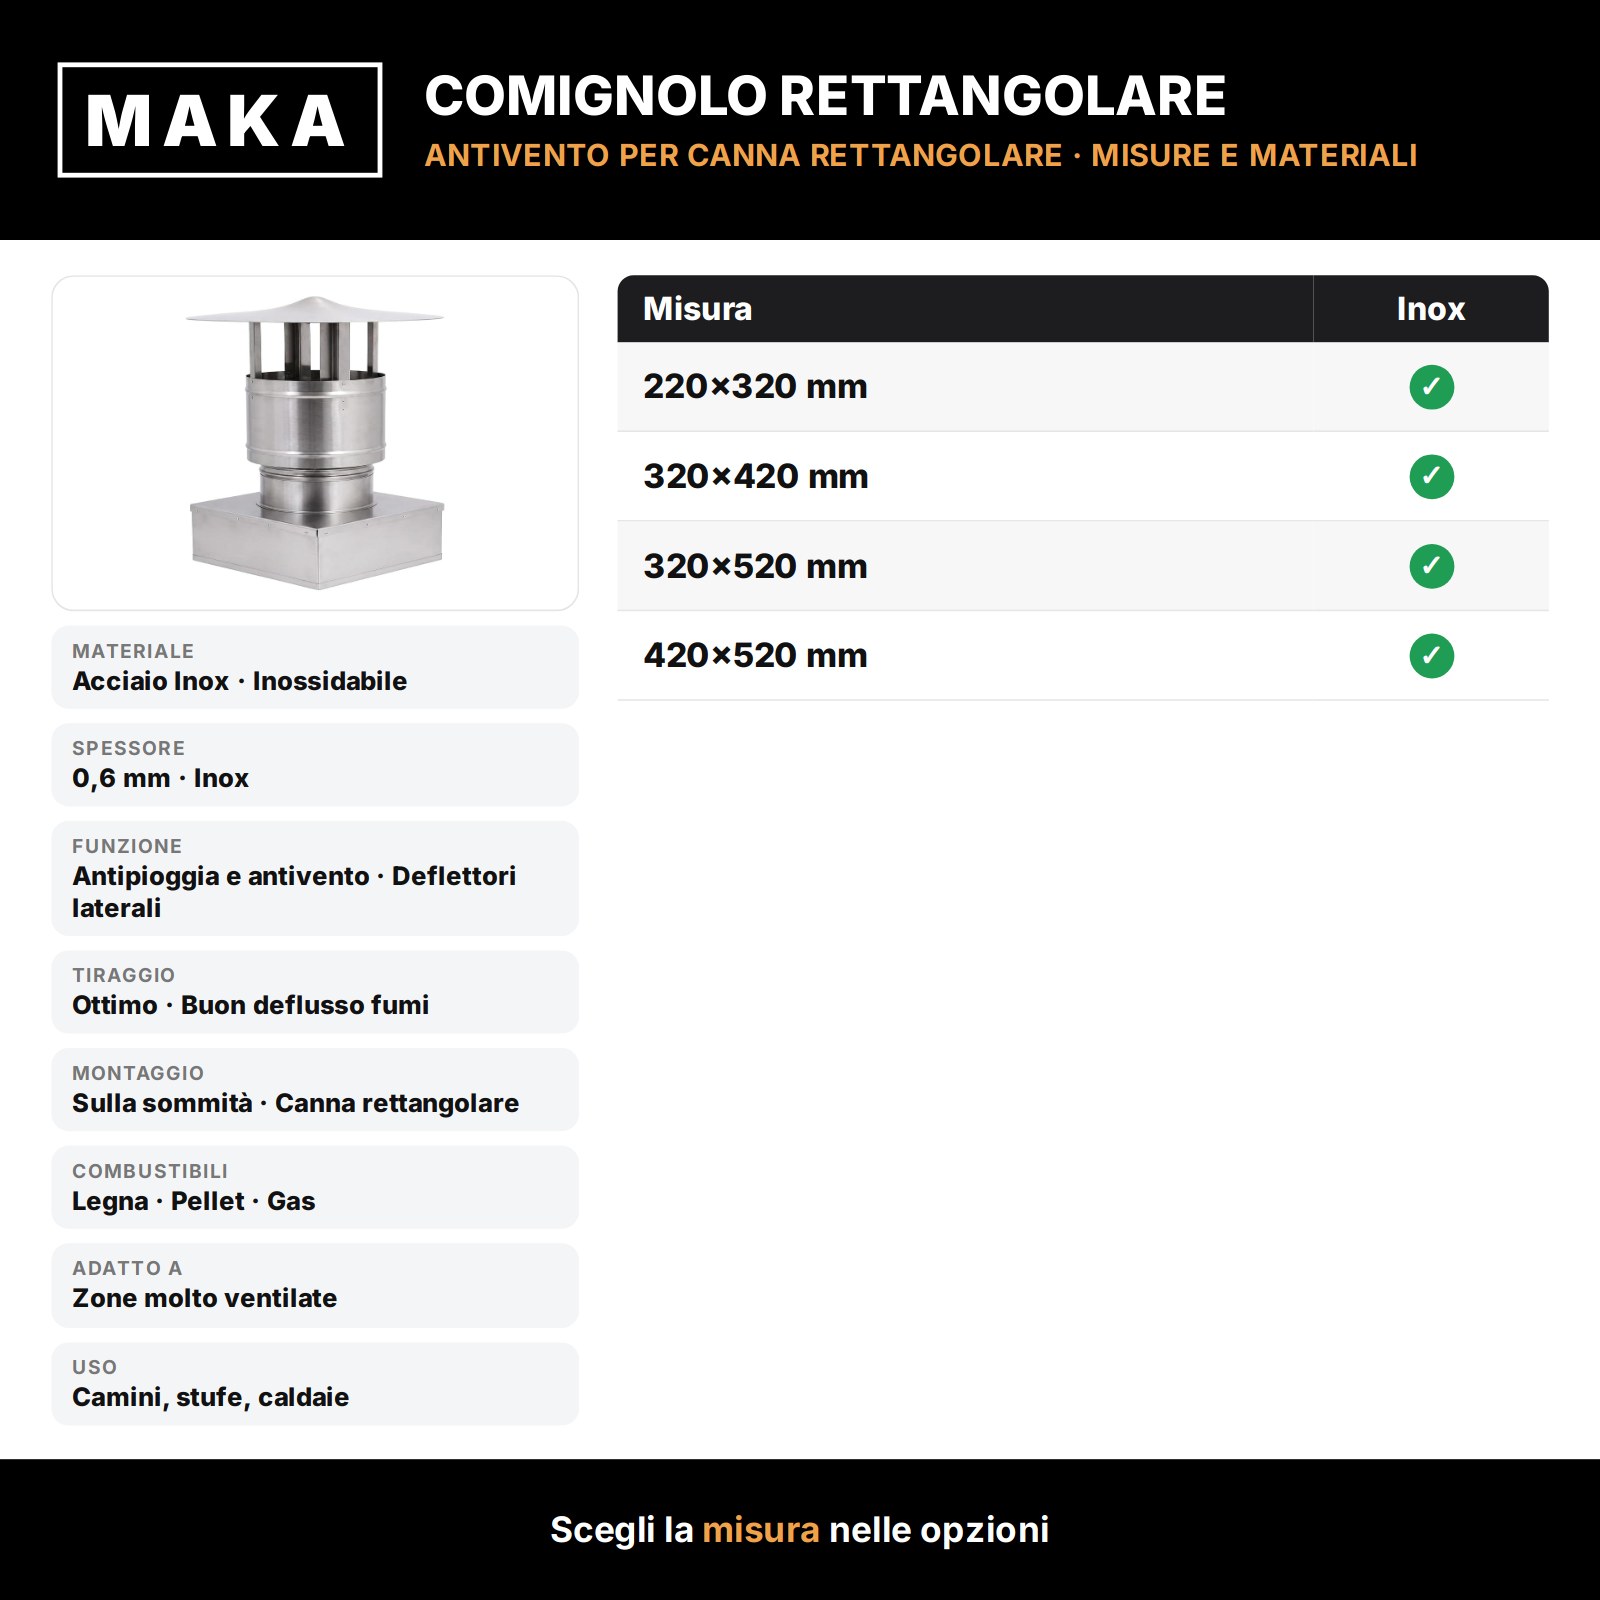 MAKA
COMIGNOLO RETTANGOLARE
ANTIVENTO PER CANNA RETTANGOLARE · MISURE E MATERIALI
Misura Inox
220×320 mm ✓
320×420 mm ✓
320×520 mm ✓
420×520 mm ✓
MATERIALE
Acciaio Inox · Inossidabile
SPESSORE
0,6 mm · Inox
FUNZIONE
Antipioggia e antivento · Deflettori
laterali
TIRAGGIO
Ottimo · Buon deflusso fumi
MONTAGGIO
Sulla sommità · Canna rettangolare
COMBUSTIBILI
Legna · Pellet · Gas
ADATTO A
Zone molto ventilate
USO
Camini, stufe, caldaie
Scegli la misura nelle opzioni